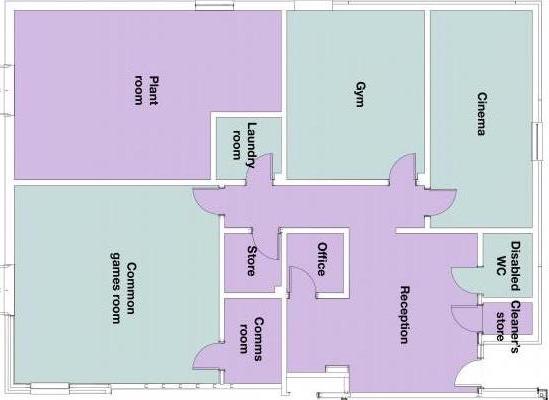 Plant
room
Gym
Cinema
Laundry
room
Common
games room
Store
Office
Disabled
WC
Reception
Cleaner's
store
Comms
room